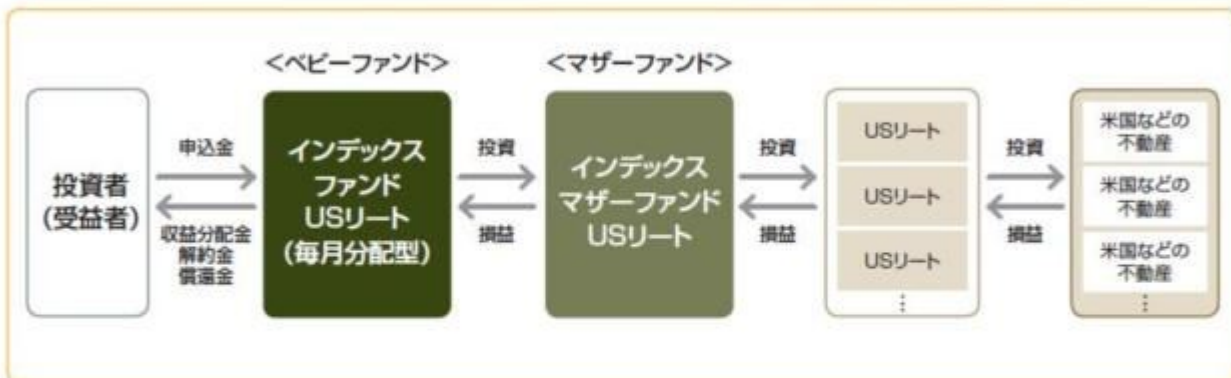 <ベビーファンド>
<マザーファンド>
投資者
(受益者)
申込金
収益分配金
解約金
償還金
インデックス
ファンド
USリート
(毎月分配型)
投資
損益
インデックス
マザーファンド
USリート
投資
損益
USリート
USリート
USリート
⋮
投資
損益
米国などの
不動産
米国などの
不動産
米国などの
不動産
⋮